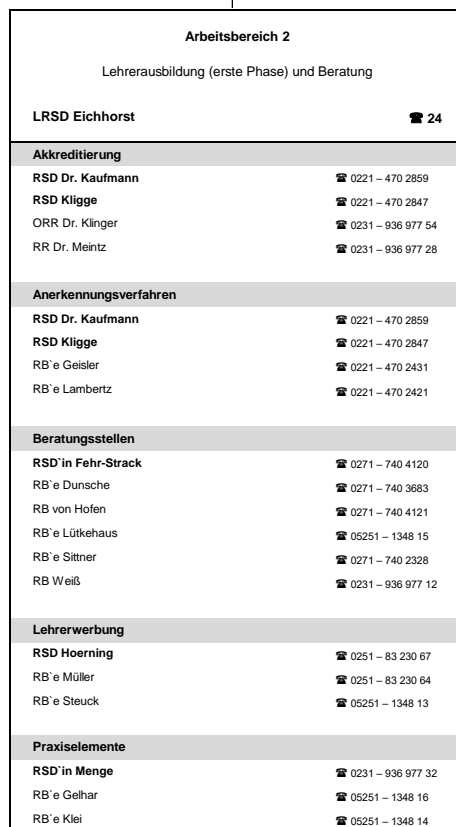 Arbeitsbereich 2
Lehrerausbildung (erste Phase) und Beratung
LRSD Eichhorst ☎ 24
Akkreditierung
RSD Dr. Kaufmann ☎ 0221 – 470 2859
RSD Kligge ☎ 0221 – 470 2847
ORR Dr. Klinger ☎ 0231 – 936 977 54
RR Dr. Meintz ☎ 0231 – 936 977 28
Anerkennungsverfahren
RSD Dr. Kaufmann ☎ 0221 – 470 2859
RSD Kligge ☎ 0221 – 470 2847
RB`e Geisler ☎ 0221 – 470 2431
RB`e Lambertz ☎ 0221 – 470 2421
Beratungsstellen
RSD`in Fehr-Strack ☎ 0271 – 740 4120
RB`e Dunsche ☎ 0271 – 740 3683
RB von Hofen ☎ 0271 – 740 4121
RB`e Lütkehaus ☎ 05251 – 1348 15
RB`e Sittner ☎ 0271 – 740 2328
RB Weiß ☎ 0231 – 936 977 12
Lehrerwerbung
RSD Hoerning ☎ 0251 – 83 230 67
RB`e Müller ☎ 0251 – 83 230 64
RB`e Steuck ☎ 05251 – 1348 13
Praxiselemente
RSD`in Menge ☎ 0231 – 936 977 32
RB`e Gelhar ☎ 05251 – 1348 16
RB`e Klei ☎ 05251 – 1348 14